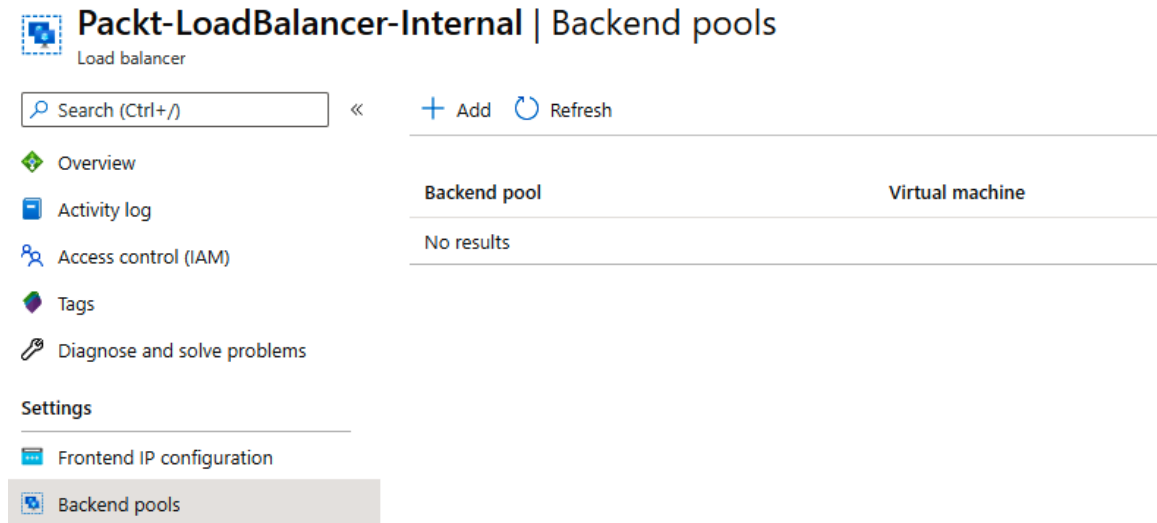 Packt-LoadBalancer-Internal | Backend pools
Load balancer
Search (Ctrl+/)
«
Add
Refresh
Overview
Activity log
Access control (IAM)
Tags
Diagnose and solve problems
Settings
Frontend IP configuration
Backend pools
Backend pool
Virtual machine
No results